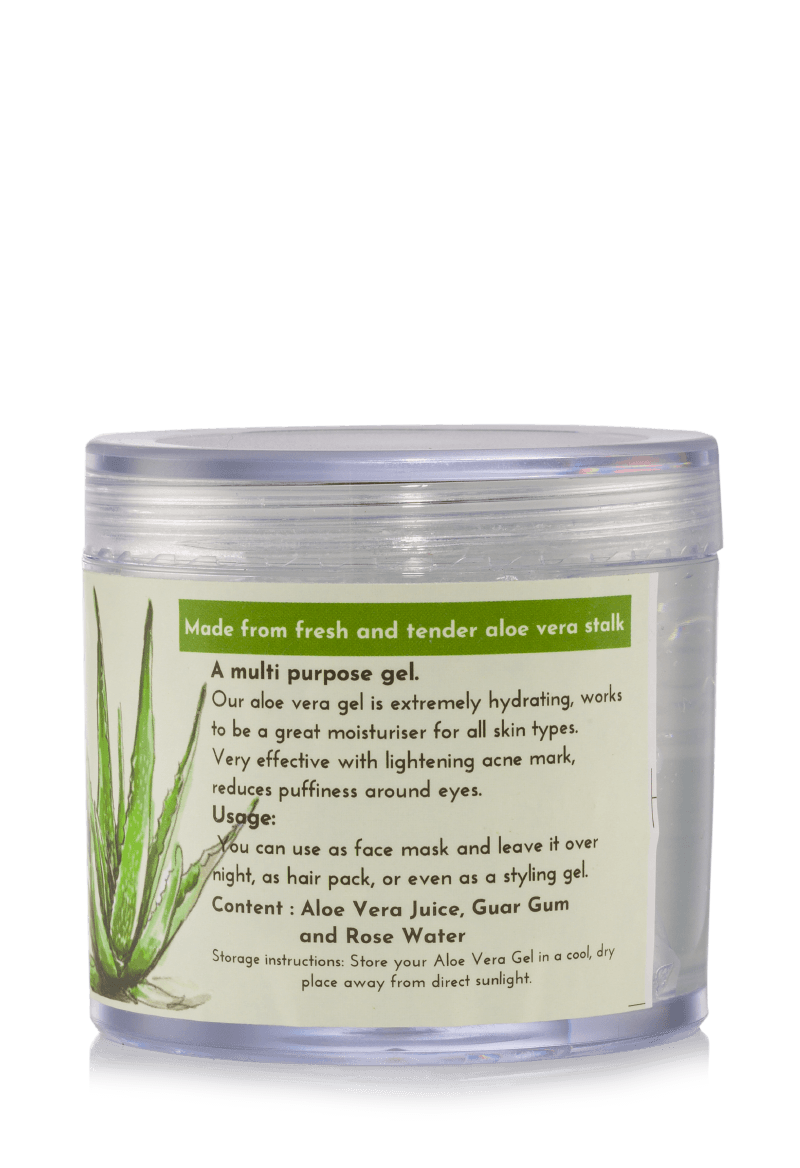 Made from fresh and tender aloe vera stalk
A multi purpose gel.
Our aloe vera gel is extremely hydrating, works
to be a great moisturiser for all skin types.
Very effective with lightening acne mark,
reduces puffiness around eyes.
Usage:
You can use as face mask and leave it over
night, as hair pack, or even as a styling gel.
Content : Aloe Vera Juice, Guar Gum
and Rose Water
Storage instructions: Store your Aloe Vera Gel in a cool, dry
place away from direct sunlight.